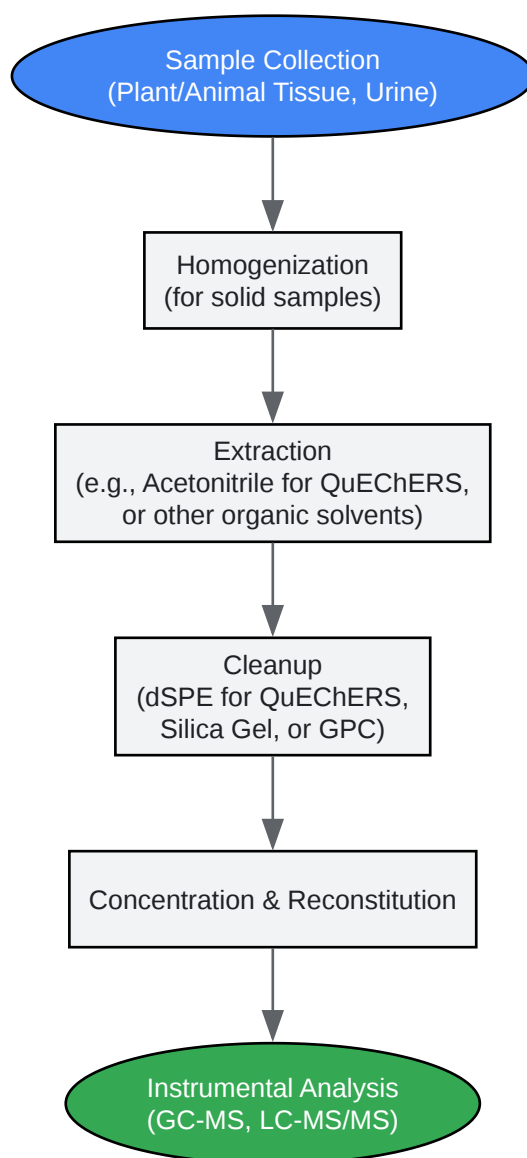 Sample Collection
(Plant/Animal Tissue, Urine)
Homogenization
(for solid samples)
Extraction
(e.g., Acetonitrile for QuEChERS,
or other organic solvents)
Cleanup
(dSPE for QuEChERS,
Silica Gel, or GPC)
Concentration & Reconstitution
Instrumental Analysis
(GC-MS, LC-MS/MS)